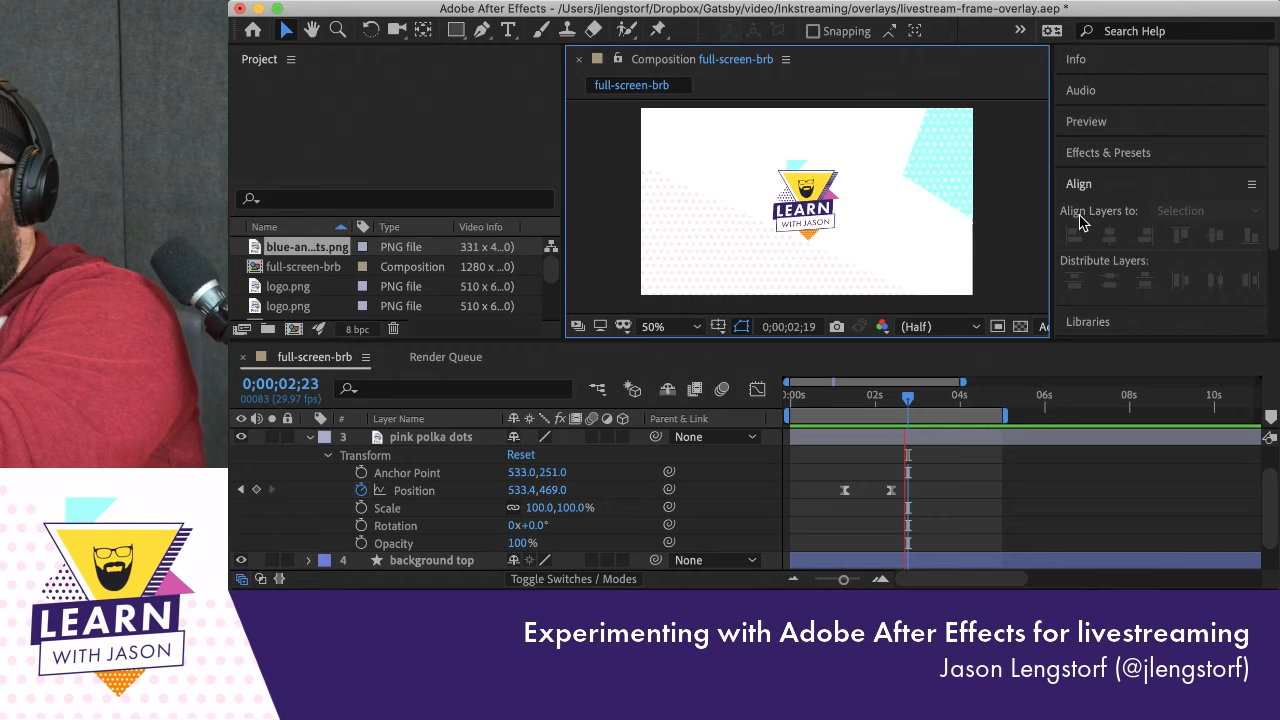 Adobe After Effects - /Users/jlengstorf/Dropbox/Gatsby/video/lnkstreaming/overlays/livestream-frame-overlay.aep *
Snapping
Search Help
Project
Composition full-screen-brb
full-screen-brb
Info
Audio
Preview
Effects & Presets
Align
Align Layers to: Selection
Distribute Layers:
Libraries
LEARN
WITH JASON
Name Type Video Info
blue-an...ts.png PNG file 331 x 4...0)
full-screen-brb Composition 1280 x ...
logo.png PNG file 510 x 6...0)
logo.png PNG file 510 x 6...0)
8 bpc
50% 0;00;02;19 (Half)
full-screen-brb Render Queue
0;00;02;23
00083 (29.97 fps)
02s 04s 06s 08s 10s
# Layer Name Parent & Link
3 pink polka dots None
Transform Reset
Anchor Point 533.0,251.0
Position 533.4,469.0
Scale 100.0,100.0%
Rotation 0x+0.0°
Opacity 100%
4 background top None
Toggle Switches / Modes
LEARN
WITH JASON
Experimenting with Adobe After Effects for livestreaming
Jason Lengstorf (@jlengstorf)